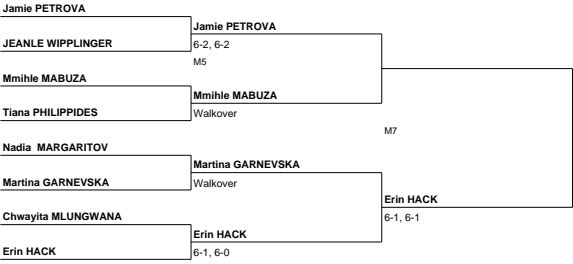 Jamie PETROVA
JEANLE WIPPLINGER
Mmihle MABUZA
Tiana PHILIPPIDES
Nadia MARGARITOV
Martina GARNEVSKA
Chwayita MLUNGWANA
Erin HACK
Jamie PETROVA
6-2, 6-2
M5
Mmihle MABUZA
Walkover
Martina GARNEVSKA
Walkover
Erin HACK
6-1, 6-0
M7
Erin HACK
6-1, 6-1